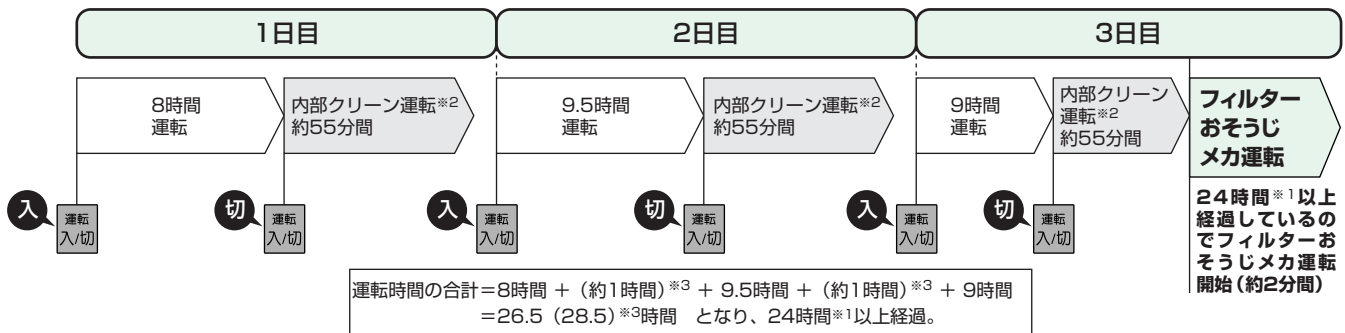 1日目
2日目
3日目
8時間
運転
内部クリーン運転※2
約55分間
9.5時間
運転
内部クリーン運転※2
約55分間
9時間
運転
内部クリーン
運転※2
約55分間
フィルター
おそうじ
メカ運転
入
運転
入/切
切
運転
入/切
入
運転
入/切
切
運転
入/切
入
運転
入/切
切
運転
入/切
24時間※1以上
経過しているの
でフィルターお
そうじメカ運転
開始(約2分間)
運転時間の合計=8時間 + (約1時間)※3 + 9.5時間 + (約1時間)※3 + 9時間
=26.5 (28.5)※3時間 となり、24時間※1以上経過。